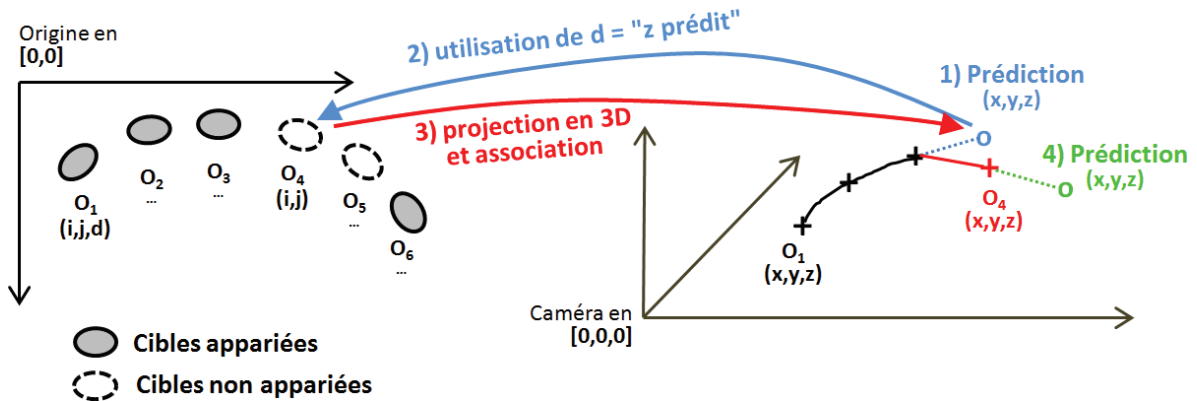 Origine en
[0,0]
2) utilisation de d = "z prédit"
1) Prédiction
(x,y,z)
3) projection en 3D
et association
4) Prédiction
(x,y,z)
O1
(i,j,d)
O2
...
O3
...
O4
(i,j)
O5
...
O6
...
O
O
O4
(x,y,z)
O1
(x,y,z)
Caméra en
[0,0,0]
Cibles appariées
Cibles non appariées